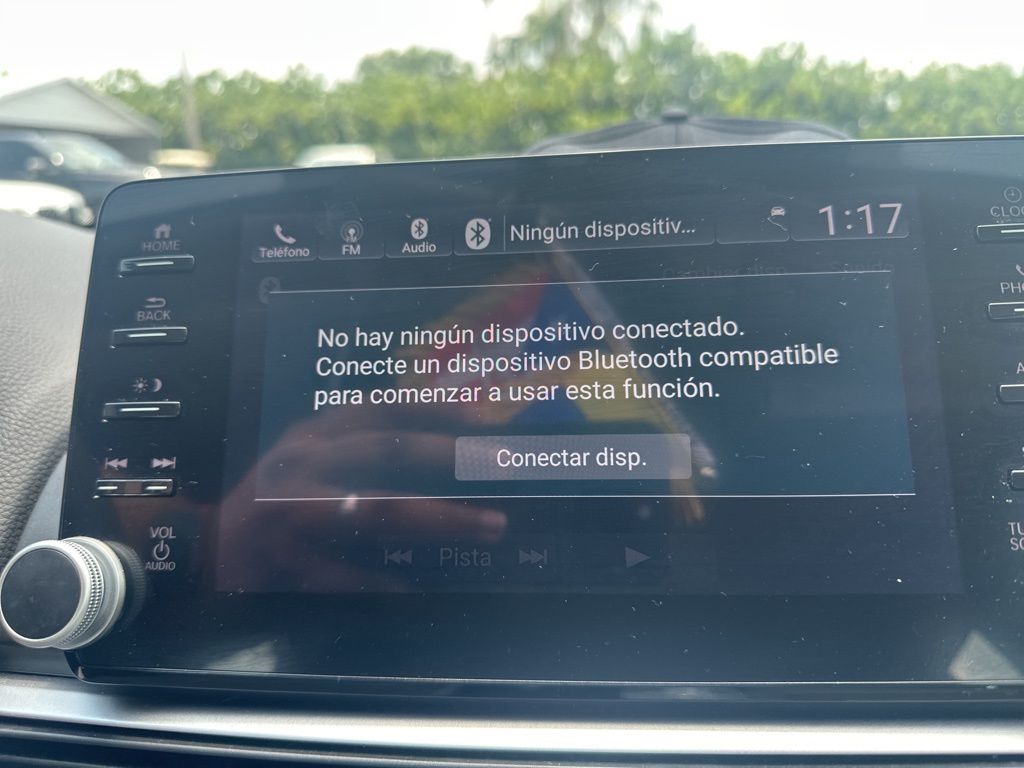 HOME
Teléfono
FM
Audio
Ningún dispositiv...
1:17
BACK
No hay ningún dispositivo conectado.
Conecte un dispositivo Bluetooth compatible
para comenzar a usar esta función.
Conectar disp.
VOL
AUDIO
Pista